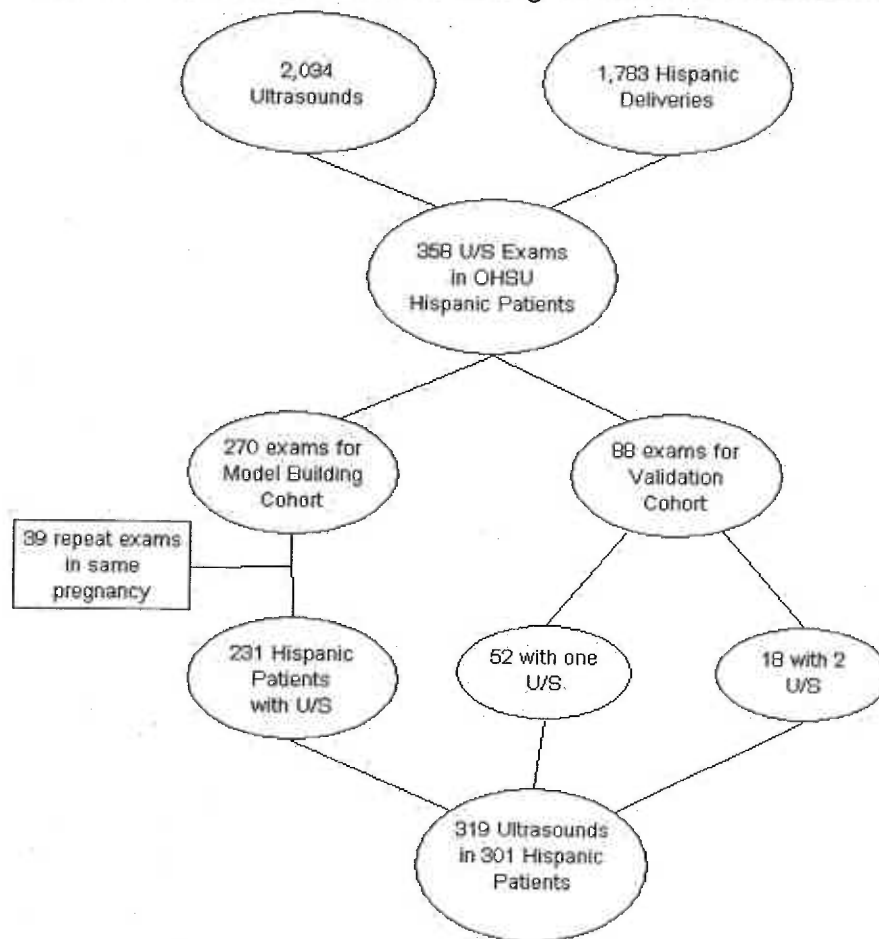 2,034
Ultrasounds
1,783 Hispanic
Deliveries
358 U/S Exams
in OHSU
Hispanic Patients
270 exams for
Model Building
Cohort
88 exams for
Validation
Cohort
39 repeat exams
in same
pregnancy
231 Hispanic
Patients
with U/S
52 with one
U/S
18 with 2
U/S
319 Ultrasounds
in 301 Hispanic
Patients